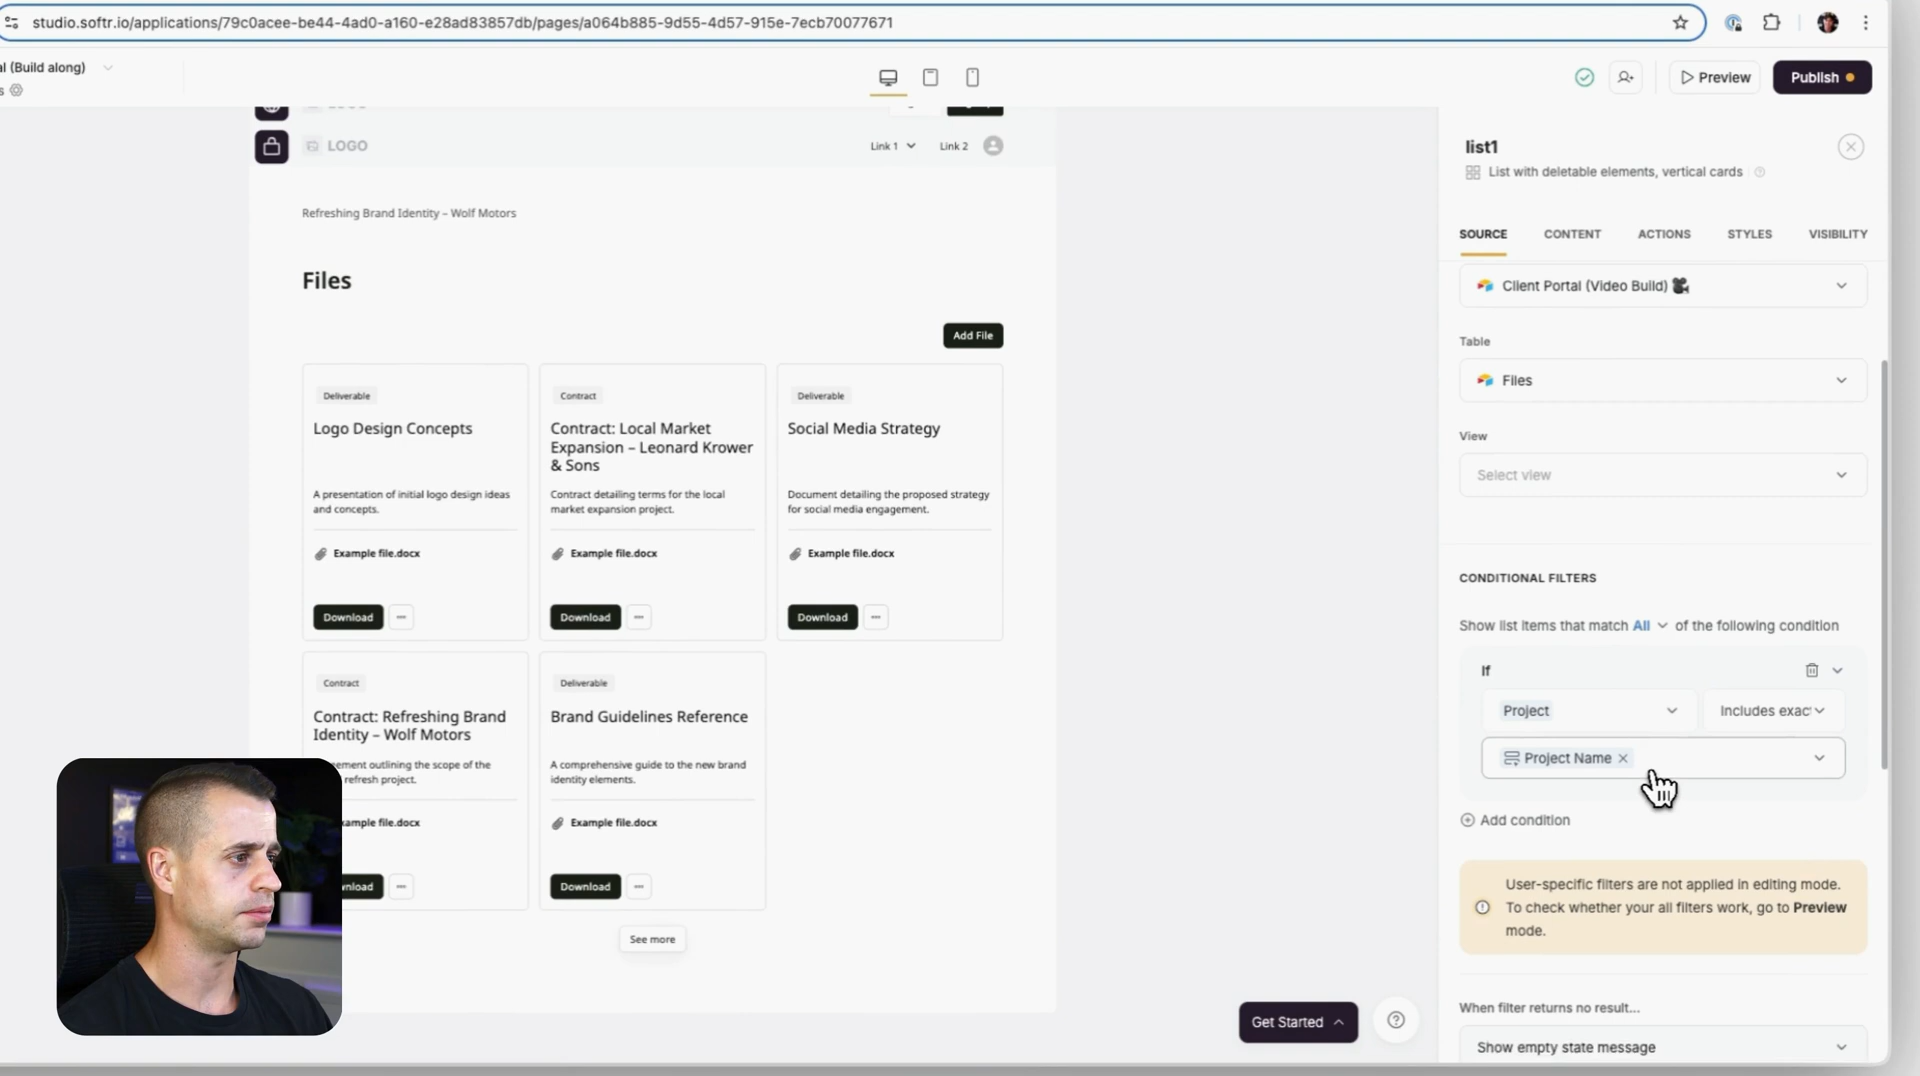 studio.softr.io/applications/79c0acee-be44-4ad0-a160-e28ad83857db/pages/a064b885-9d55-4d57-915e-7ecb70077671
al (Build along)
s
Preview
Publish
LOGO
Link 1
Link 2
Refreshing Brand Identity – Wolf Motors
Files
Add File
Deliverable
Logo Design Concepts
A presentation of initial logo design ideas
and concepts.
Example file.docx
Download
Contract
Contract: Local Market
Expansion – Leonard Krower
& Sons
Contract detailing terms for the local
market expansion project.
Example file.docx
Download
Deliverable
Social Media Strategy
Document detailing the proposed strategy
for social media engagement.
Example file.docx
Download
Contract
Contract: Refreshing Brand
Identity – Wolf Motors
ement outlining the scope of the
refresh project.
ample file.docx
wnload
Deliverable
Brand Guidelines Reference
A comprehensive guide to the new brand
identity elements.
Example file.docx
Download
See more
Get Started
list1
List with deletable elements, vertical cards
SOURCE CONTENT ACTIONS STYLES VISIBILITY
Client Portal (Video Build)
Table
Files
View
Select view
CONDITIONAL FILTERS
Show list items that match All of the following condition
If
Project
Includes exac
Project Name
Add condition
User-specific filters are not applied in editing mode.
To check whether your all filters work, go to Preview
mode.
When filter returns no result...
Show empty state message